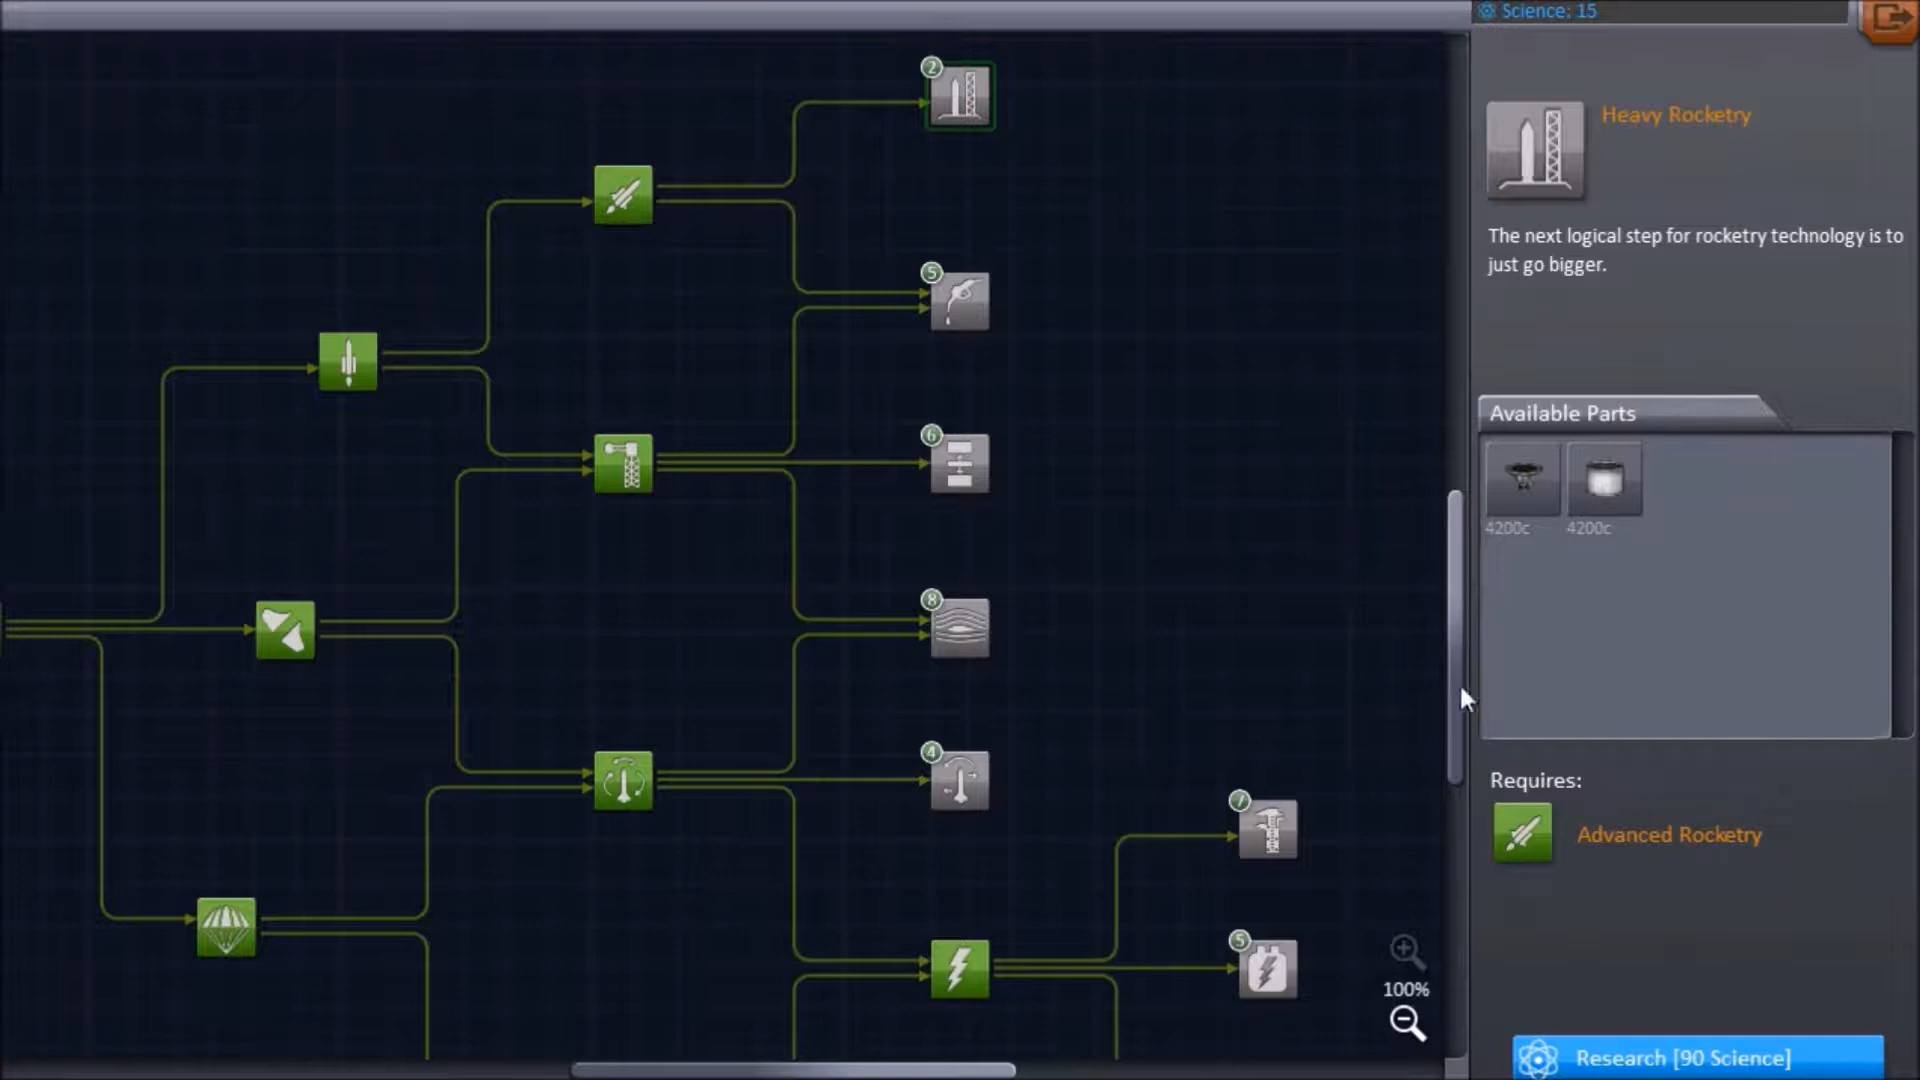 Science: 15
2
Heavy Rocketry
The next logical step for rocketry technology is to
just go bigger.
5
Available Parts
6
4200c 4200c
8
4
Requires:
7
Advanced Rocketry
5
100%
Research [90 Science]